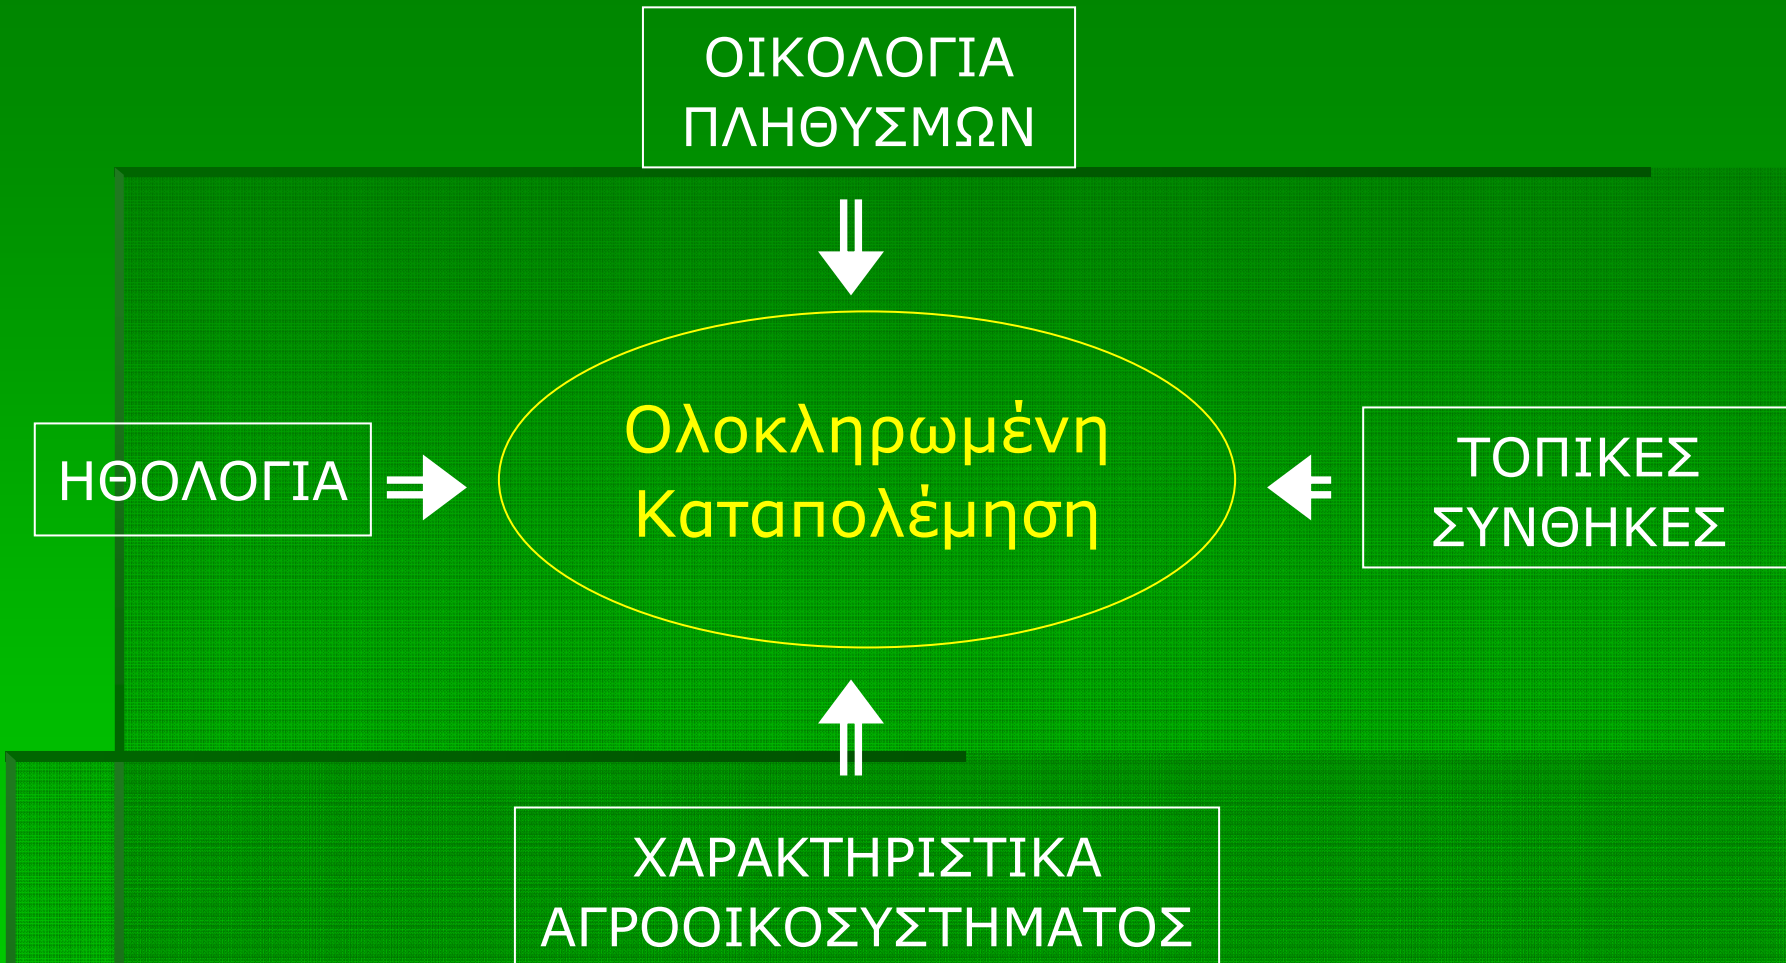 ΟΙΚΟΛΟΓΙΑ
ΠΛΗΘΥΣΜΩΝ
ΗΘΟΛΟΓΙΑ
Ολοκληρωμένη
Καταπολέμηση
ΤΟΠΙΚΕΣ
ΣΥΝΘΗΚΕΣ
ΧΑΡΑΚΤΗΡΙΣΤΙΚΑ
ΑΓΡΟΟΙΚΟΣΥΣΤΗΜΑΤΟΣ